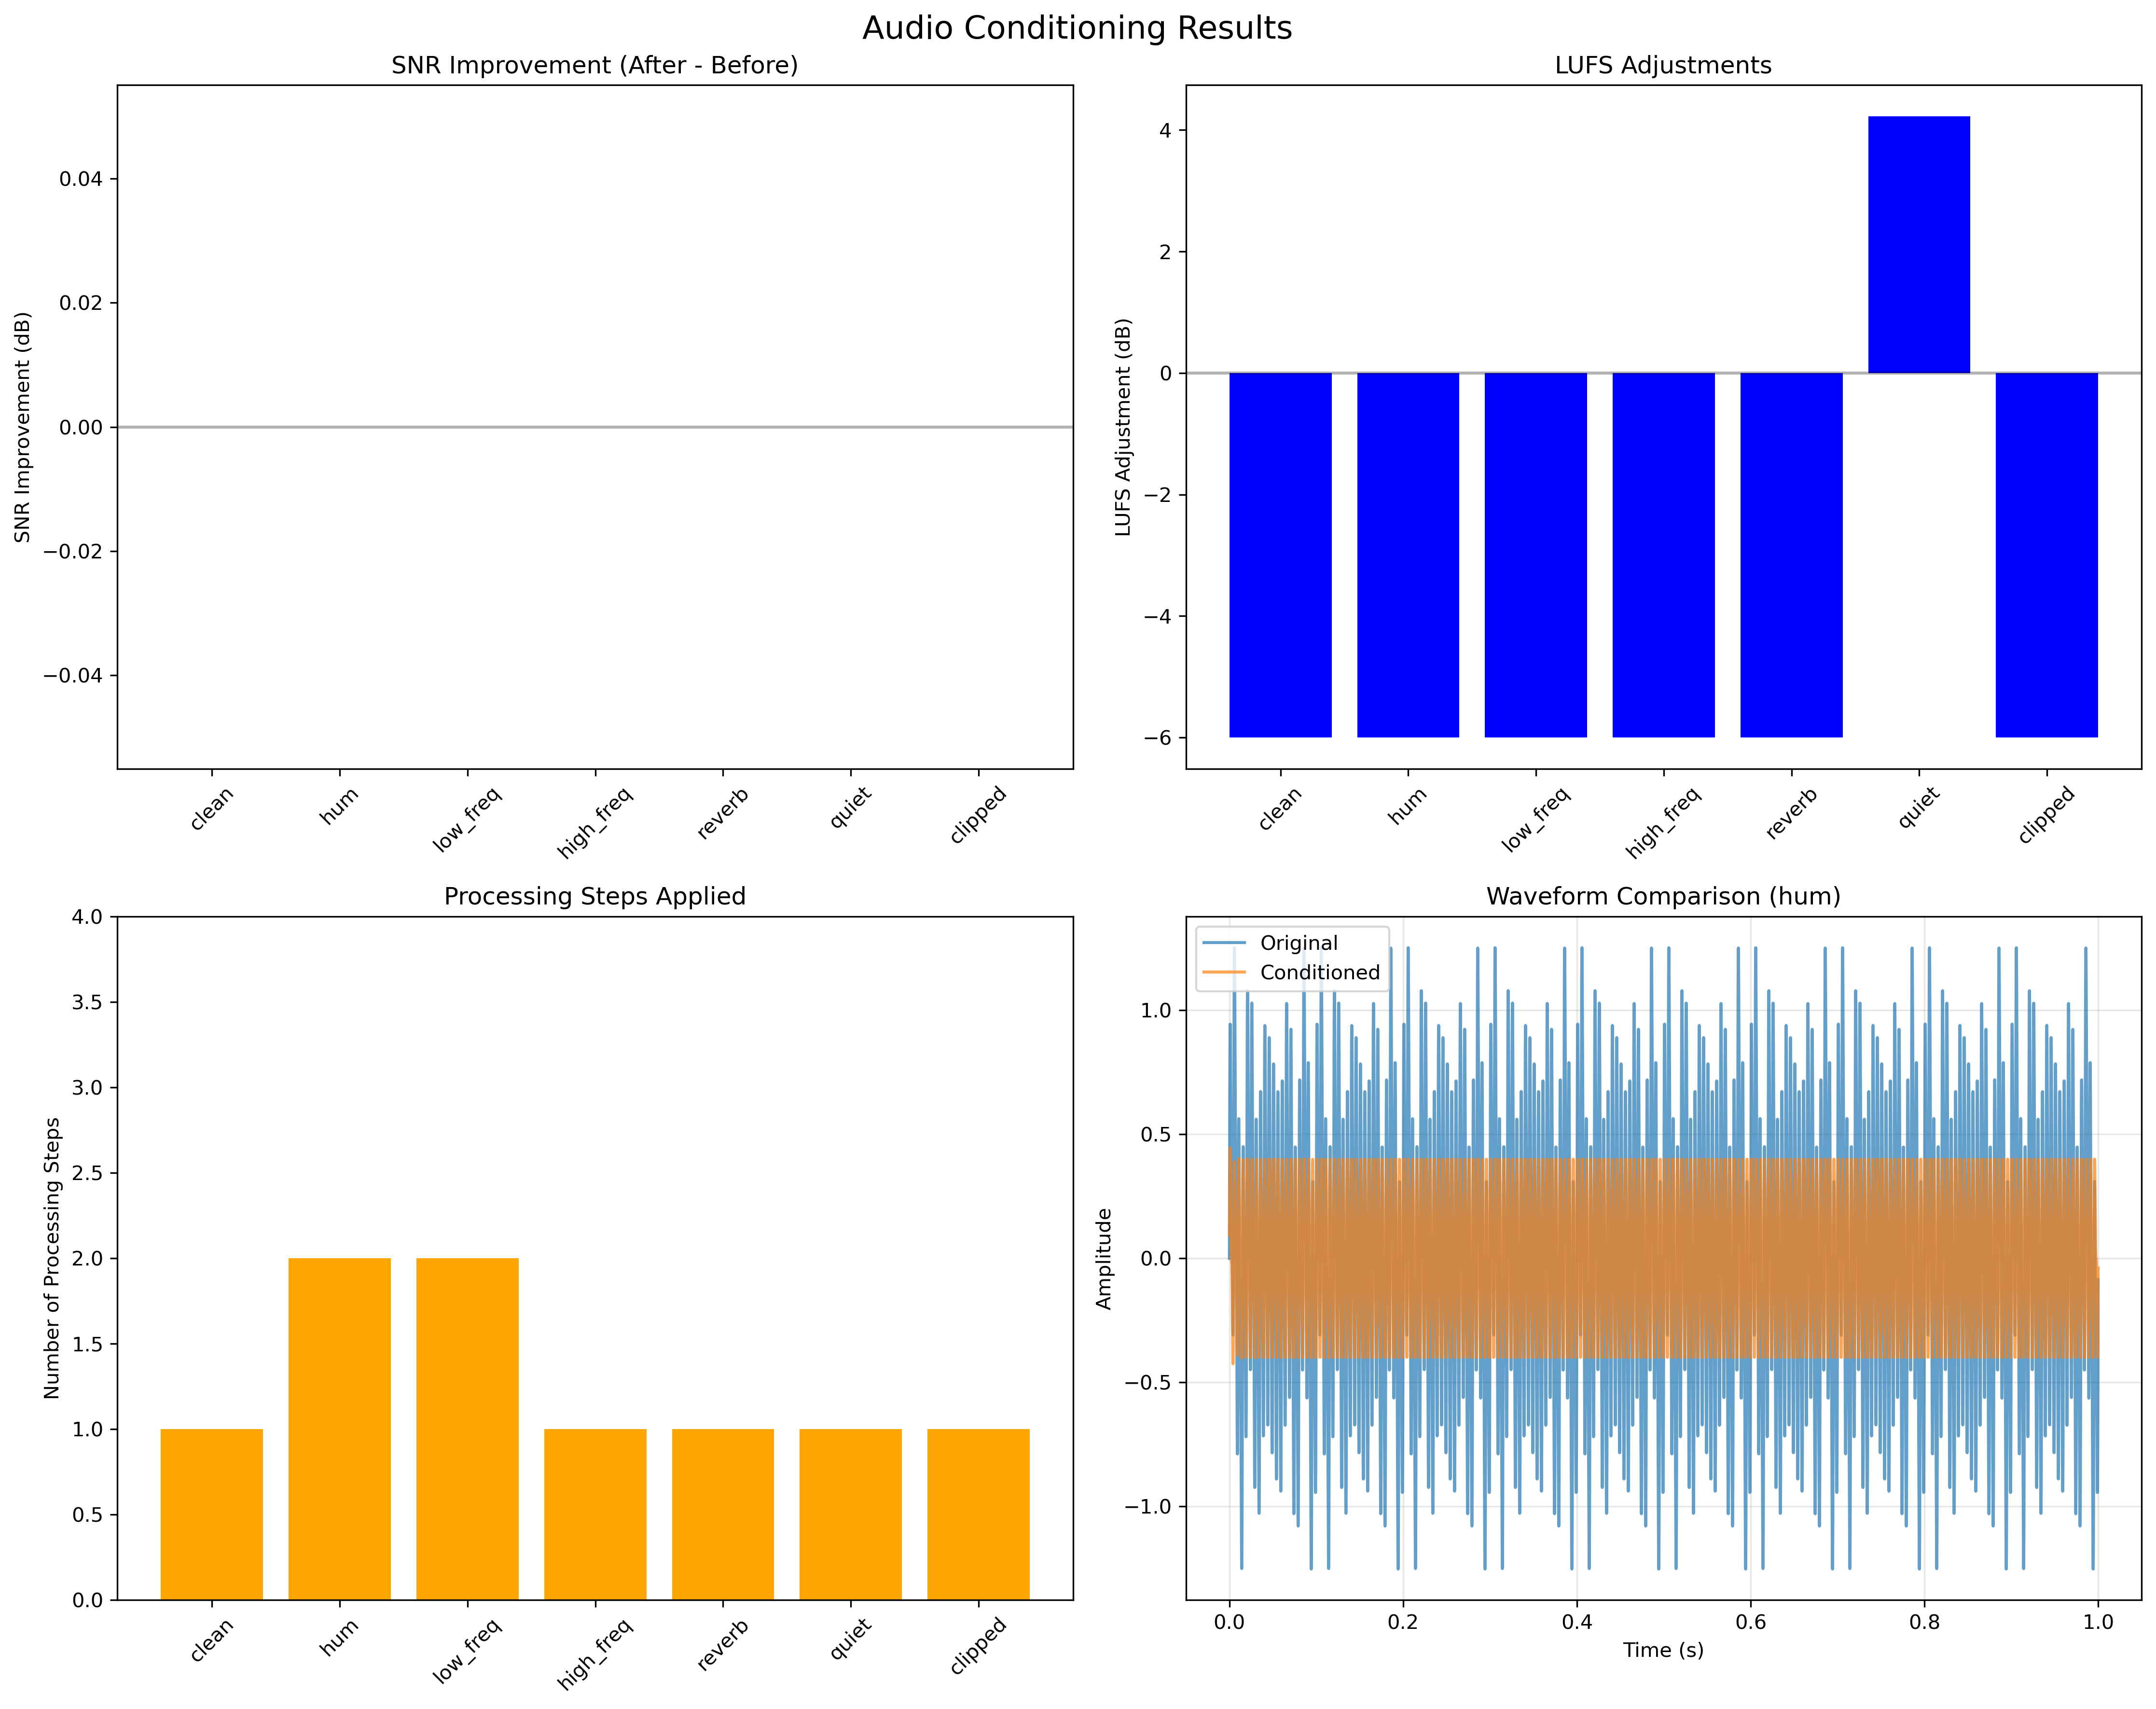 Audio Conditioning Results
SNR Improvement (After - Before)
SNR Improvement (dB)
0.04
0.02
0.00
−0.02
−0.04
clean
hum
low_freq
high_freq
reverb
quiet
clipped
LUFS Adjustments
LUFS Adjustment (dB)
4
2
0
−2
−4
−6
clean
hum
low_freq
high_freq
reverb
quiet
clipped
Processing Steps Applied
Number of Processing Steps
4.0
3.5
3.0
2.5
2.0
1.5
1.0
0.5
0.0
clean
hum
low_freq
high_freq
reverb
quiet
clipped
Waveform Comparison (hum)
Original
Conditioned
Amplitude
1.0
0.5
0.0
−0.5
−1.0
0.0
0.2
0.4
0.6
0.8
1.0
Time (s)